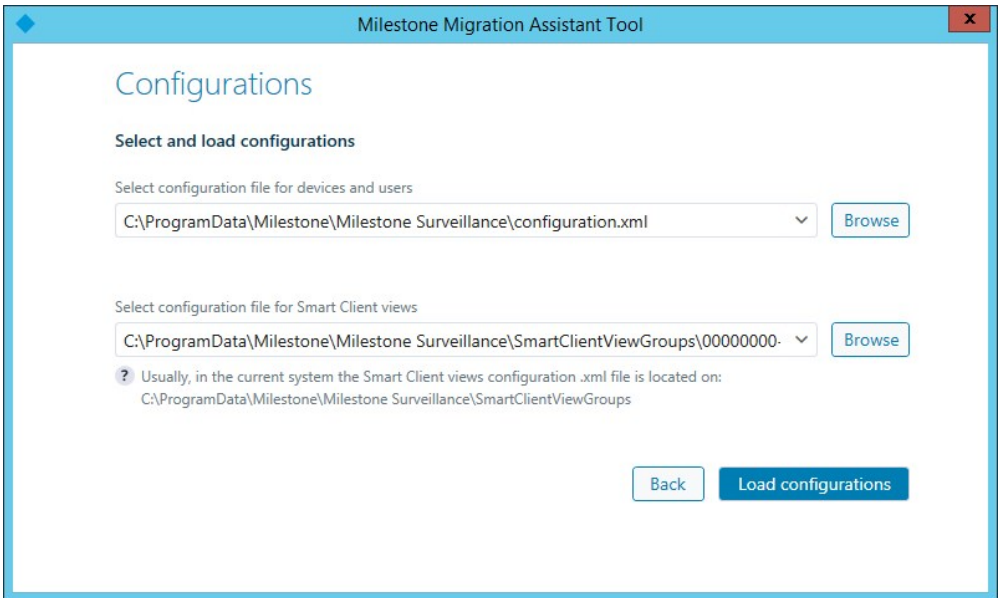 Milestone Migration Assistant Tool
x
Configurations
Select and load configurations
Select configuration file for devices and users
C:\ProgramData\Milestone\Milestone Surveillance\configuration.xml
Browse
Select configuration file for Smart Client views
C:\ProgramData\Milestone\Milestone Surveillance\SmartClientViewGroups\00000000-
Browse
? Usually, in the current system the Smart Client views configuration .xml file is located on:
C:\ProgramData\Milestone\Milestone Surveillance\SmartClientViewGroups
Back
Load configurations